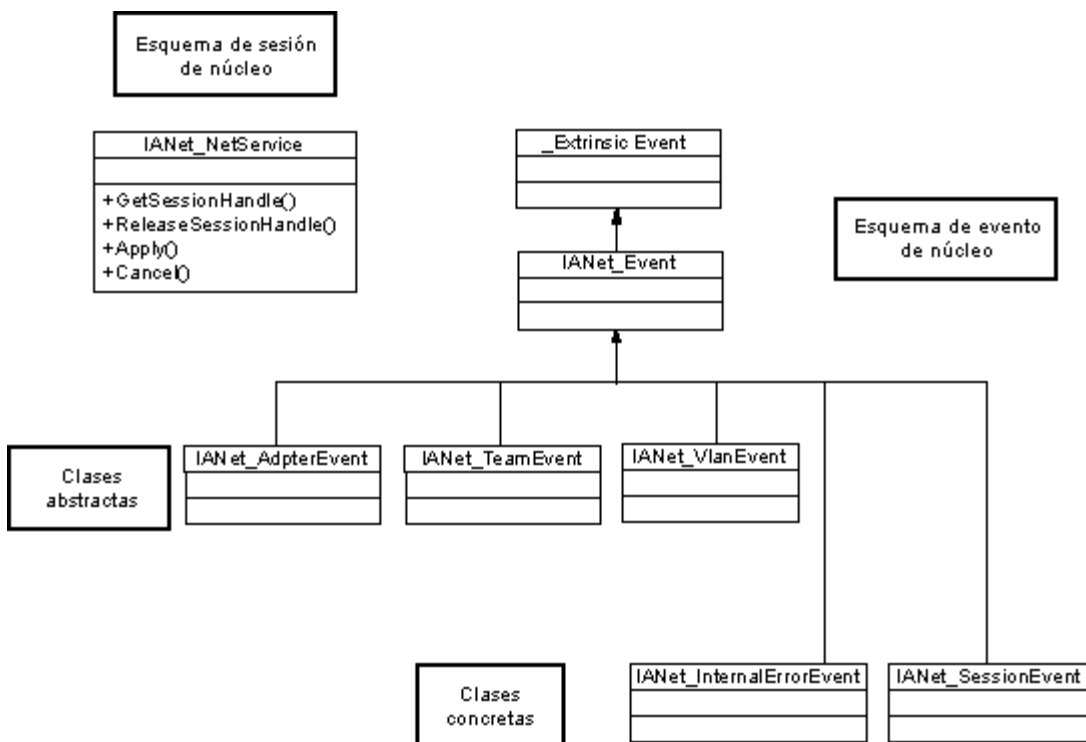 Esquema de sesión
de núcleo
IANet_NetService
+GetSessionHandle()
+ReleaseSessionHandle()
+Apply()
+Cancel()
_Extrinsic Event
IANet_Event
Esquema de evento
de núcleo
Clases
abstractas
IANet_AdpterEvent
IANet_TeamEvent
IANet_VlanEvent
Clases
concretas
IANet_InternalErrorEvent
IANet_SessionEvent